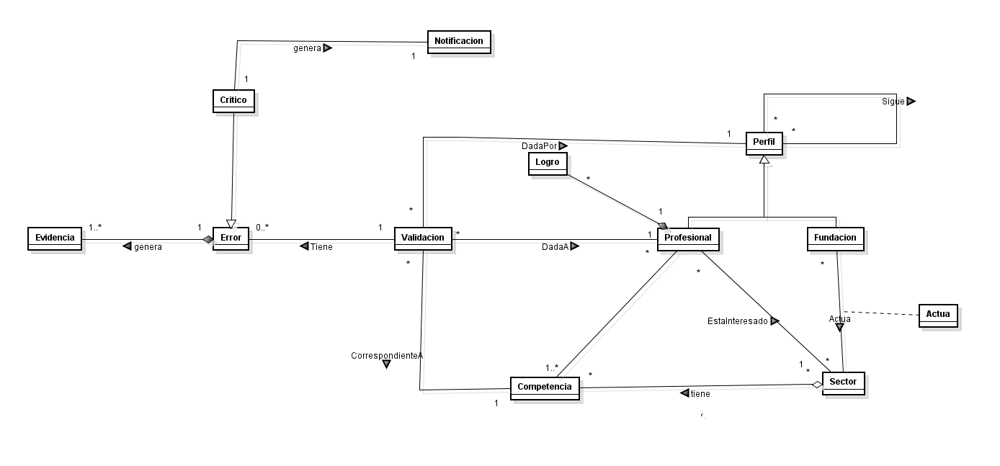 Notificacion
genera
1
1
Critico
Sigue
*
*
1
Perfil
DadaPor
Logro
*
*
1
1..*
1
0..*
1
*
1
Evidencia
Error
Validacion
Profesional
Fundacion
genera
Tiene
DadaA
*
*
*
*
Actua
Actua
EstaInteresado
CorrespondienteA
1..*
*
1
*
*
Competencia
Sector
tiene
1